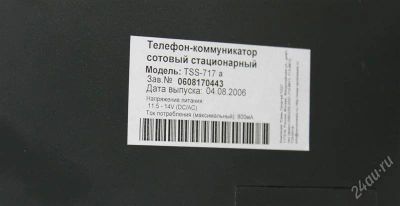 Телефон-коммуникатор
сотовый стационарный
Модель: TSS-717 а
Зав.№ 0608170443
Дата выпуска: 04.08.2006
Напряжение питания
11.5 - 14V (DC/AC)
Ток потребления (максимальный): 800мА
24au.ru